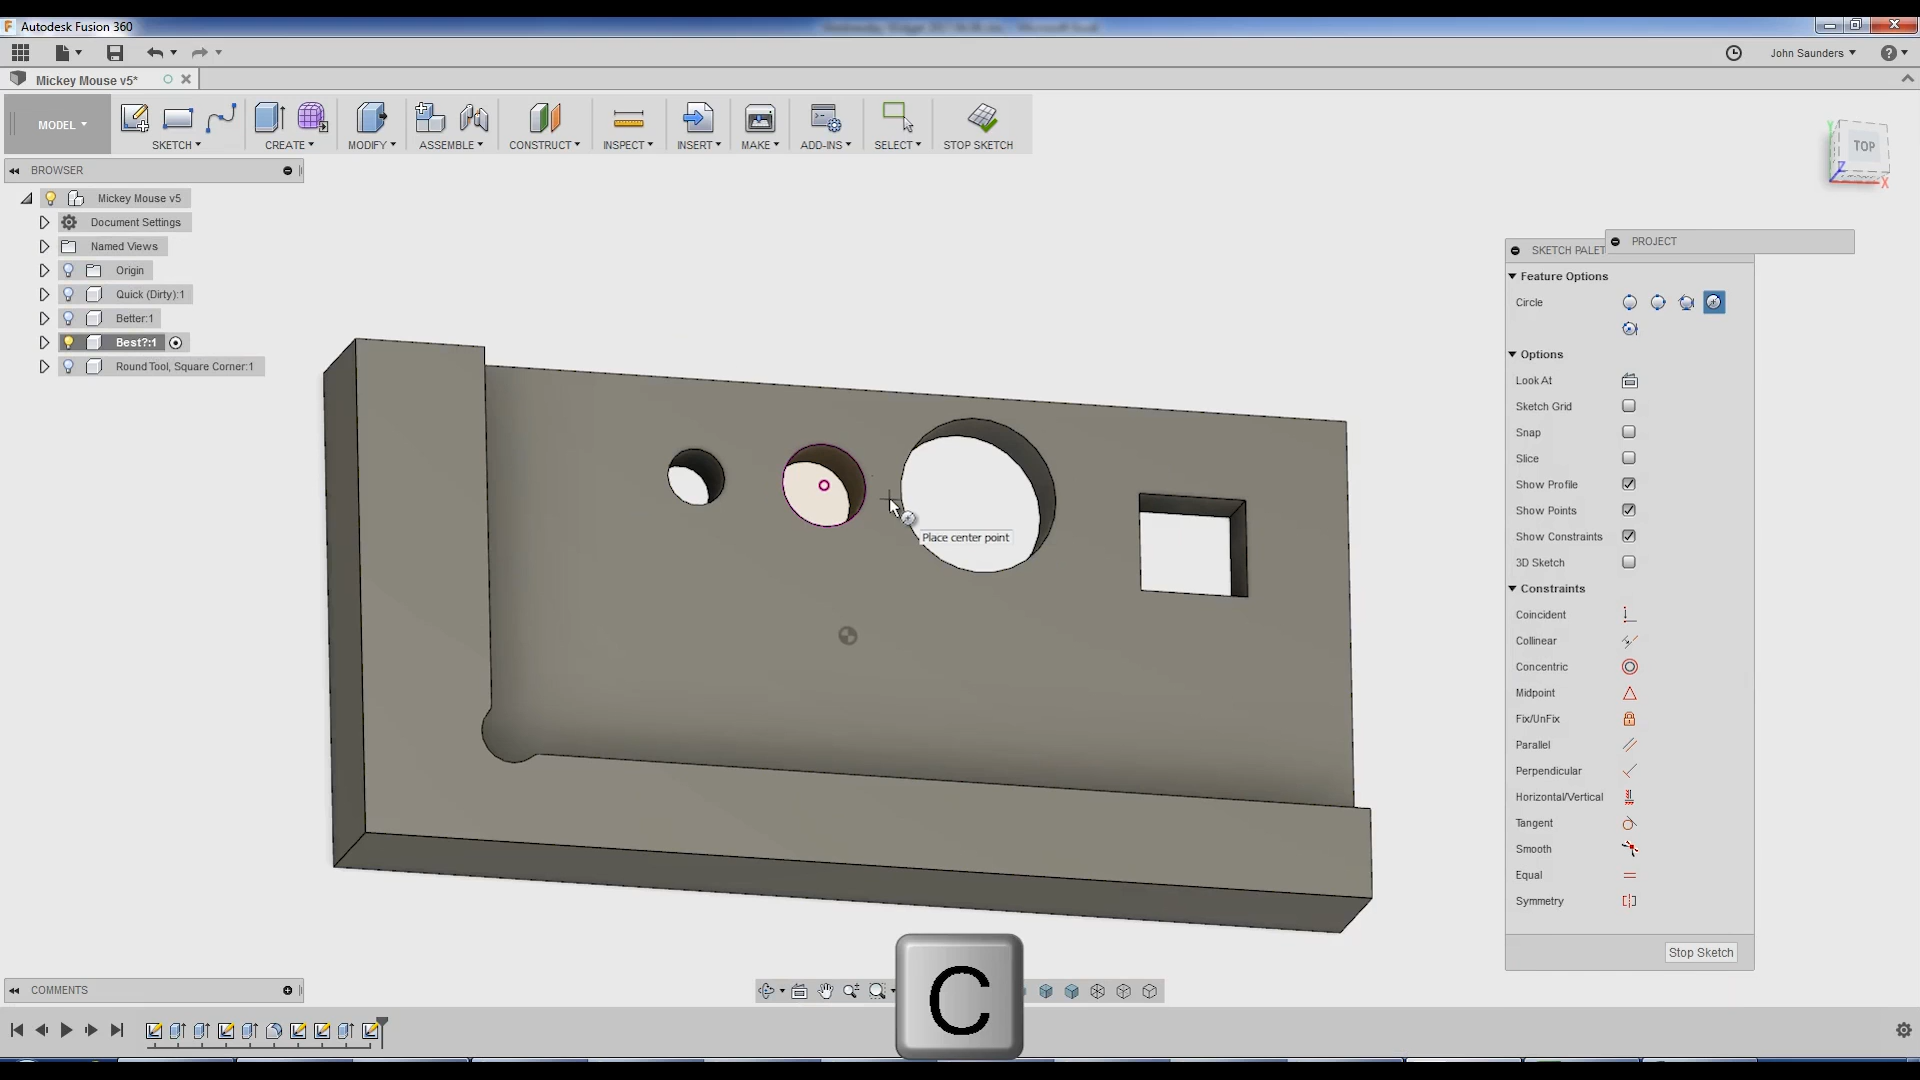 Autodesk Fusion 360
John Saunders
Mickey Mouse v5*
MODEL
SKETCH
CREATE
MODIFY
ASSEMBLE
CONSTRUCT
INSPECT
INSERT
MAKE
ADD-INS
SELECT
STOP SKETCH
TOP
Y
Z
X
BROWSER
Mickey Mouse v5
Document Settings
Named Views
Origin
Quick (Dirty):1
Better:1
Best?:1
Round Tool, Square Corner:1
PROJECT
SKETCH PALET
Feature Options
Circle
Options
Look At
Sketch Grid
Snap
Slice
Show Profile
Show Points
Show Constraints
3D Sketch
Constraints
Coincident
Collinear
Concentric
Midpoint
Fix/UnFix
Parallel
Perpendicular
Horizontal/Vertical
Tangent
Smooth
Equal
Symmetry
Stop Sketch
Place center point
COMMENTS
C